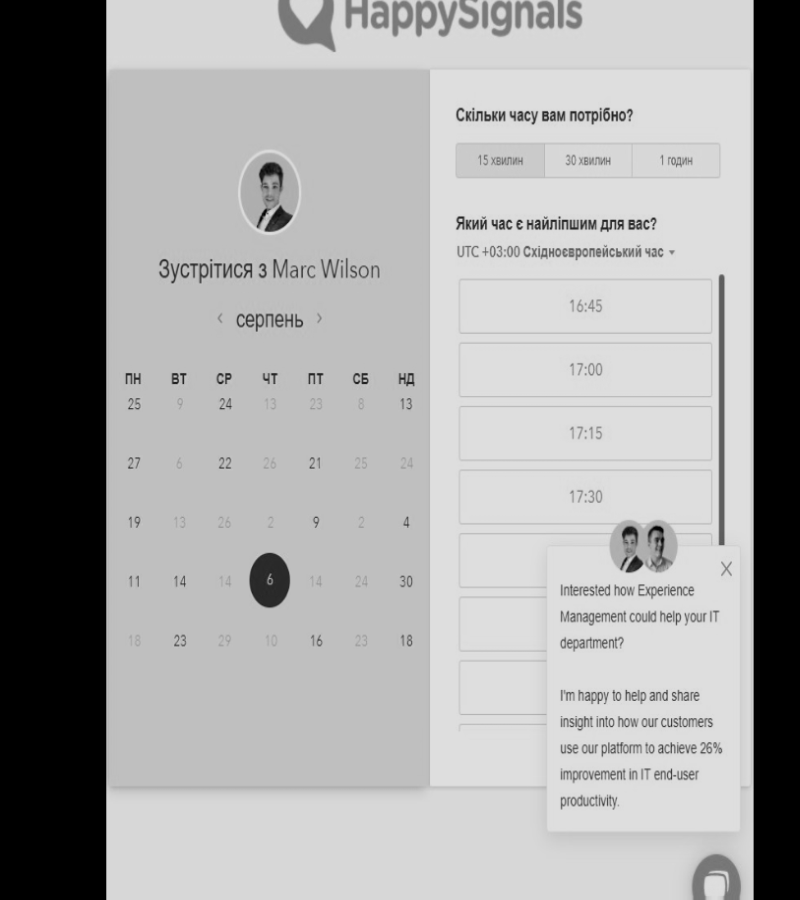 HappySignals
Зустрітися з Marc Wilson
серпень
ПН ВТ СР ЧТ ПТ СБ НД
25 9 24 13 23 8 13
27 6 22 26 21 25 24
19 13 26 2 9 2 4
11 14 14 6 14 24 30
18 23 29 10 16 23 18
Скільки часу вам потрібно?
15 хвилин 30 хвилин 1 годин
Який час є найліпшим для вас?
UTC +03:00 Східноєвропейський час
16:45
17:00
17:15
17:30
X
Interested how Experience
Management could help your IT
department?
I'm happy to help and share
insight into how our customers
use our platform to achieve 26%
improvement in IT end-user
productivity.